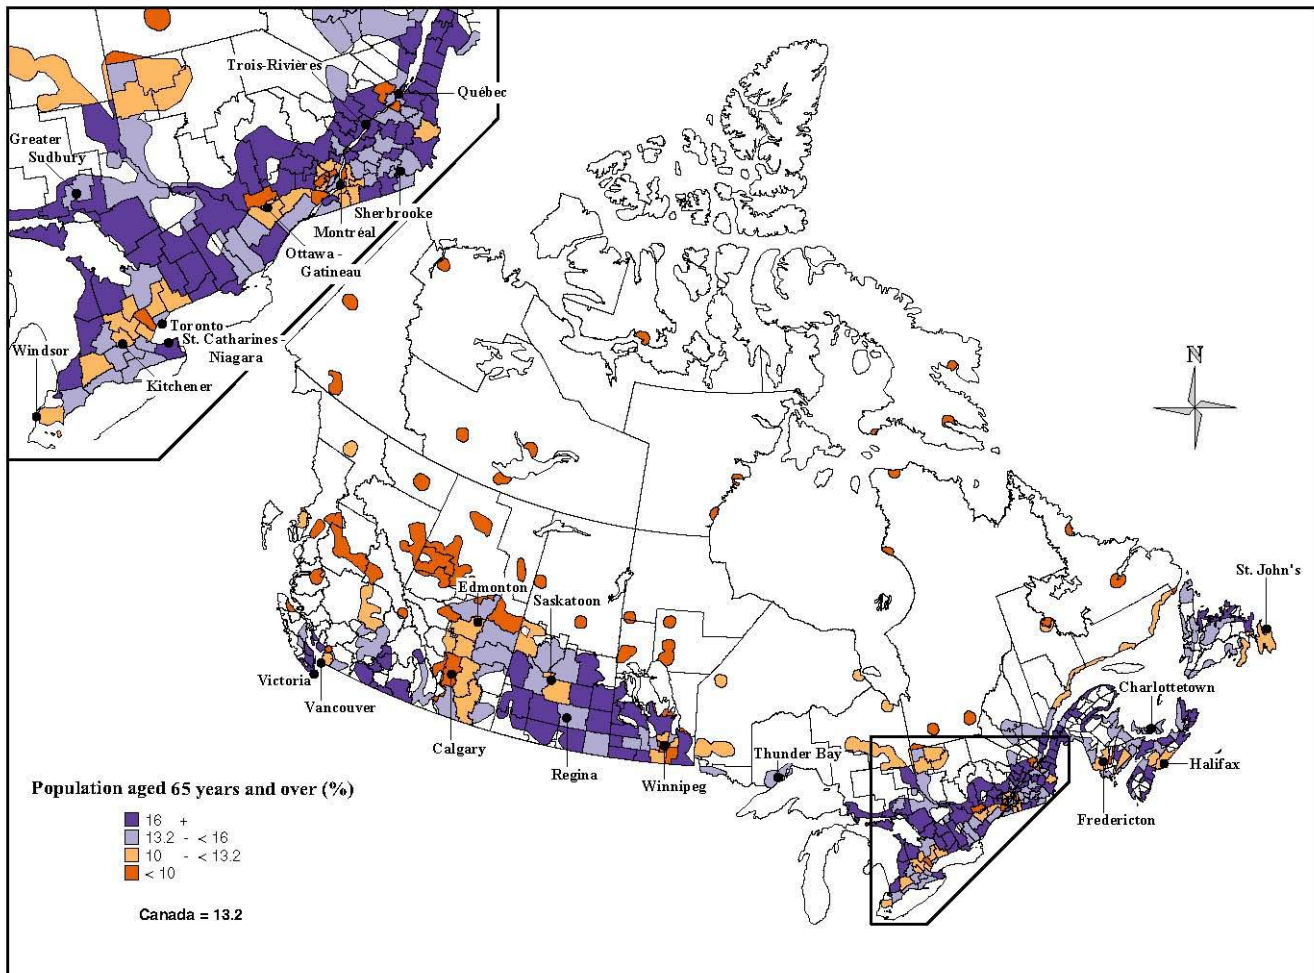 Trois-Rivières
Québec
Greater
Sudbury
Sherbrooke
Montréal
Ottawa -
Gatineau
Toronto
St. Catharines -
Niagara
Windsor
Kitchener
N
Edmonton
Saskatoon
St. John's
Victoria
Vancouver
Charlottetown
Calgary
Regina
Winnipeg
Thunder Bay
Halifax
Fredericton
Population aged 65 years and over (%)
16 +
13.2 - < 16
10 - < 13.2
< 10
Canada = 13.2